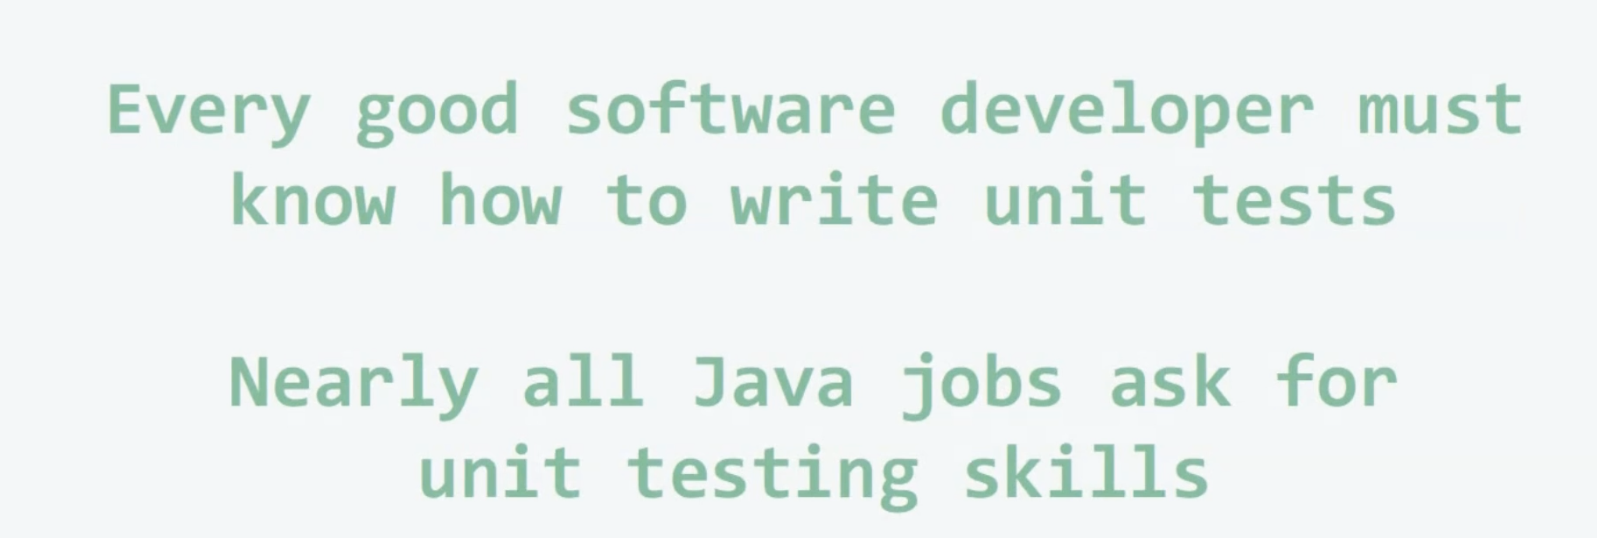 Every good software developer must
know how to write unit tests
Nearly all Java jobs ask for
unit testing skills